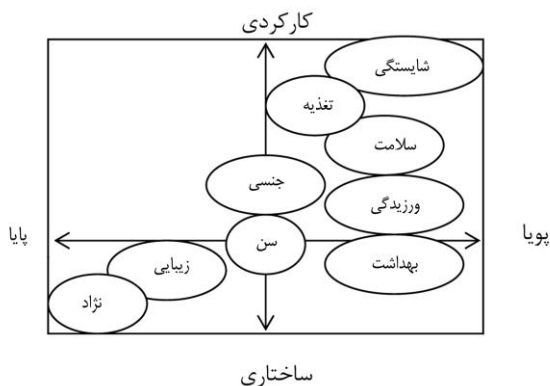 کارکردی
شایستگی
تغذیه
سلامت
جنسی
ورزیدگی
پویا
سن
پایا
بهداشت
زیبایی
نژاد
ساختاری